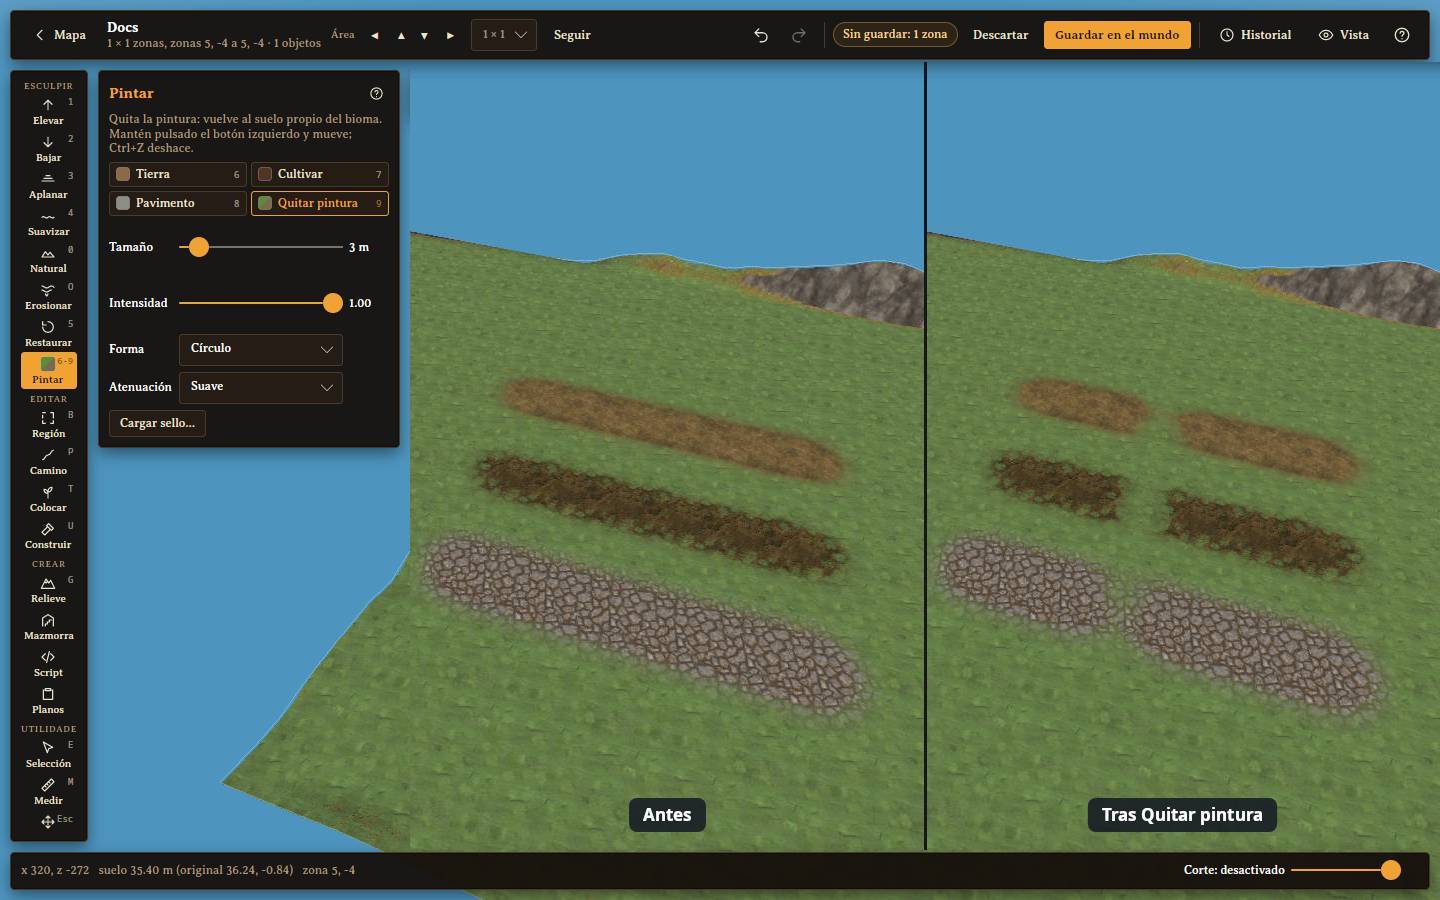 Mapa
Docs
1 × 1 zonas, zonas 5, -4 a 5, -4 · 1 objetos
Área
1 × 1
Seguir
Sin guardar: 1 zona
Descartar
Guardar en el mundo
Historial
Vista
ESCULPIR
1
Elevar
2
Bajar
3
Aplanar
4
Suavizar
0
Natural
O
Erosionar
5
Restaurar
6-9
Pintar
EDITAR
B
Región
P
Camino
T
Colocar
U
Construir
CREAR
G
Relieve
Mazmorra
Script
Planos
UTILIDADE
E
Selección
M
Medir
Esc
Pintar
Quita la pintura: vuelve al suelo propio del bioma.
Mantén pulsado el botón izquierdo y mueve;
Ctrl+Z deshace.
Tierra 6
Cultivar 7
Pavimento 8
Quitar pintura 9
Tamaño 3 m
Intensidad 1.00
Forma Círculo
Atenuación Suave
Cargar sello...
Antes
Tras Quitar pintura
x 320, z -272 suelo 35.40 m (original 36.24, -0.84) zona 5, -4
Corte: desactivado